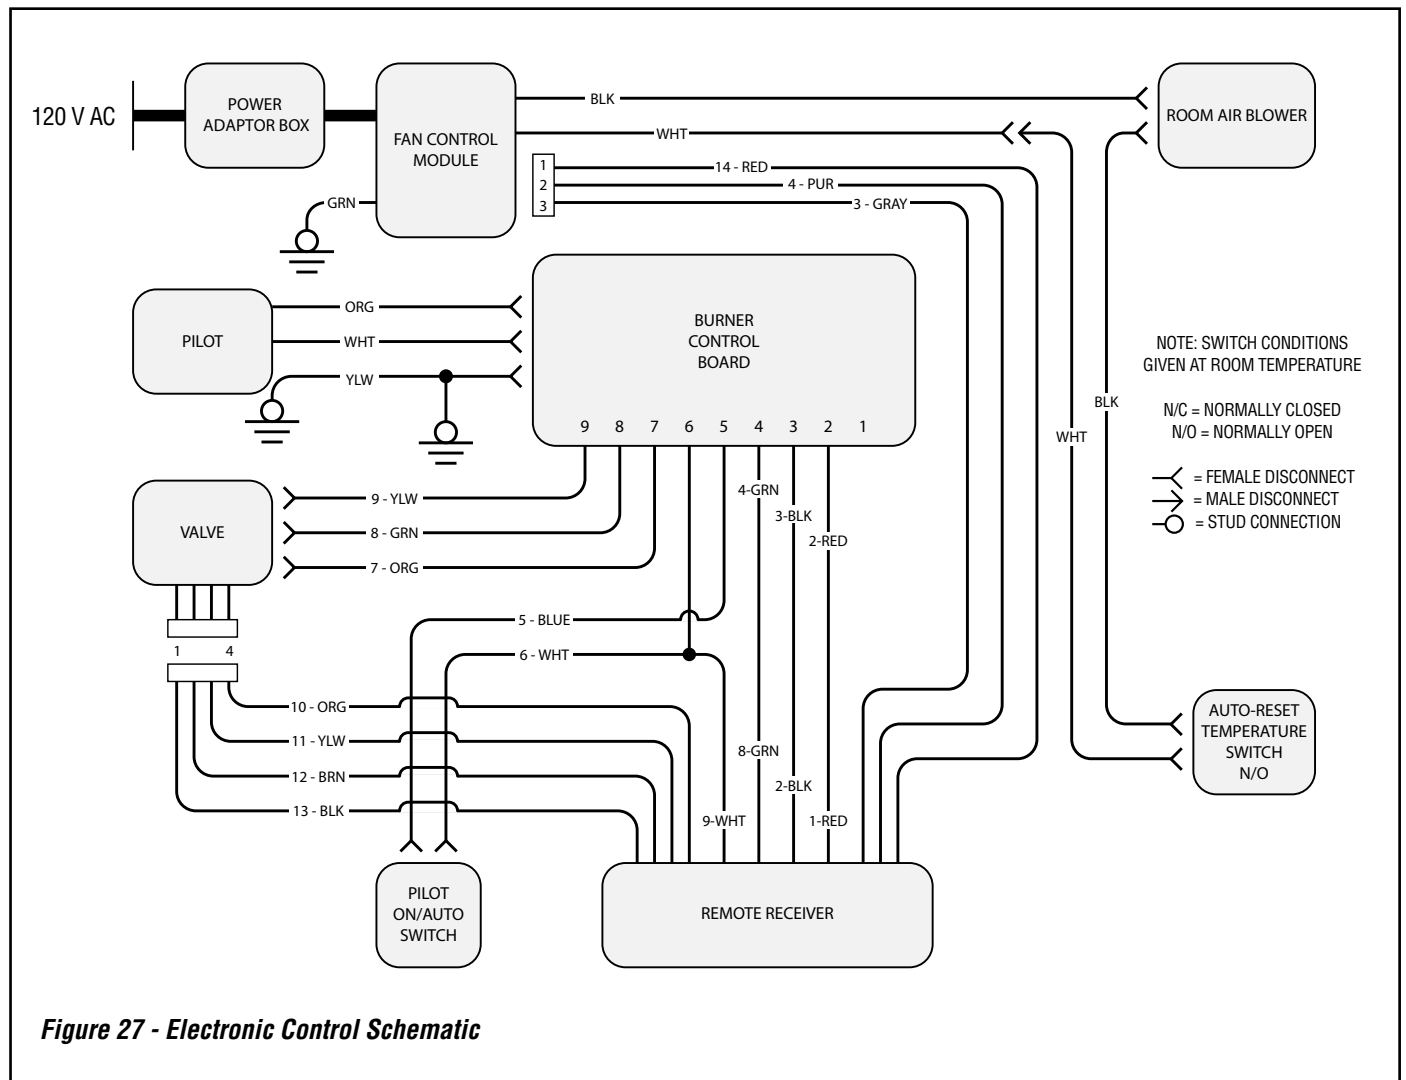 120 V AC
POWER
ADAPTOR BOX
FAN CONTROL
MODULE
BLK
WHT
ROOM AIR BLOWER
1
2
3
14 - RED
4 - PUR
3 - GRAY
GRN
PILOT
ORG
WHT
YLW
BURNER
CONTROL
BOARD
9 8 7 6 5 4 3 2 1
NOTE: SWITCH CONDITIONS
GIVEN AT ROOM TEMPERATURE
N/C = NORMALLY CLOSED
N/O = NORMALLY OPEN
= FEMALE DISCONNECT
= MALE DISCONNECT
= STUD CONNECTION
BLK
WHT
VALVE
9 - YLW
8 - GRN
7 - ORG
4-GRN
3-BLK
2-RED
5 - BLUE
6 - WHT
1 4
10 - ORG
11 - YLW
12 - BRN
13 - BLK
8-GRN
2-BLK
9-WHT
1-RED
AUTO-RESET
TEMPERATURE
SWITCH
N/O
PILOT
ON/AUTO
SWITCH
REMOTE RECEIVER
Figure 27 - Electronic Control Schematic